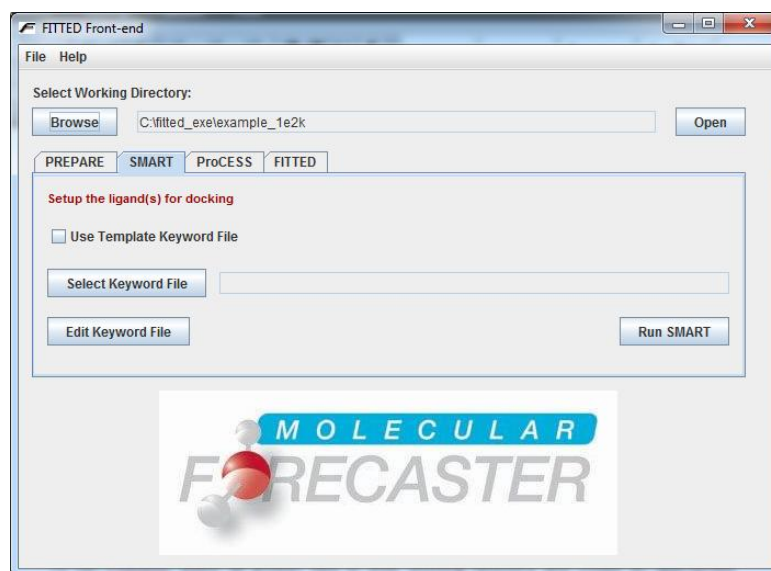 FITTED Front-end
File Help
Select Working Directory:
Browse C:\fitted_exe\example_1e2k Open
PREPARE SMART ProCESS FITTED
Setup the ligand(s) for docking
Use Template Keyword File
Select Keyword File
Edit Keyword File Run SMART
MOLECULAR
FORECASTER